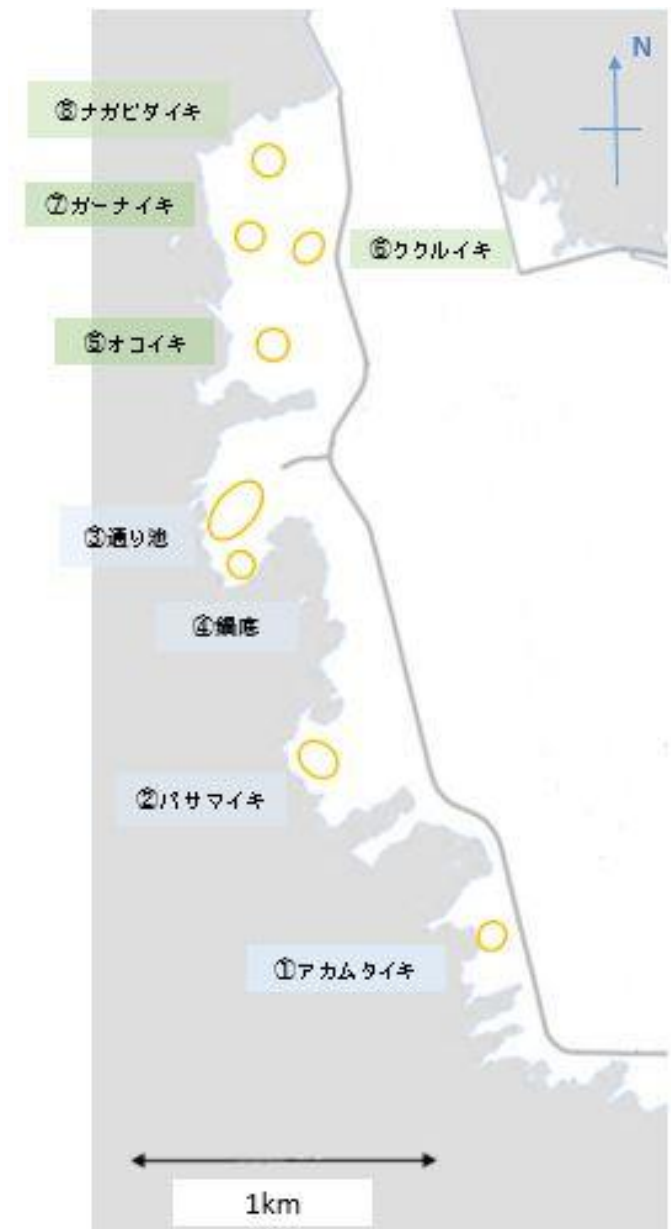 N
⑧ナガピダイキ
⑦ガーナイキ
⑥ククルイキ
⑤オコイキ
③通り池
④鍋底
②パサマイキ
①アカムタイキ
1km